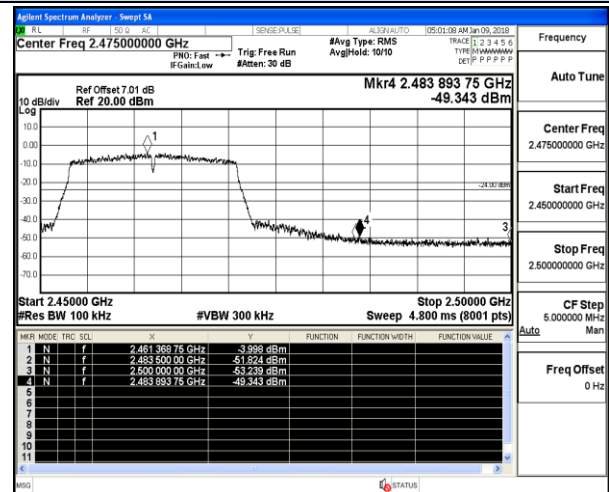 Agilent Spectrum Analyzer - Swept SA
RL RF 50 Ω AC SENSE:PULSE ALIGN AUTO 05:01:08 AM Jan 09, 2018
Center Freq 2.475000000 GHz
PNO: Fast
IFGain:Low
Trig: Free Run
#Atten: 30 dB
#Avg Type: RMS
Avg|Hold: 10/10
TRACE 1 2 3 4 5 6
TYPE MWWWWW
DET P P P P P P
Ref Offset 7.01 dB
10 dB/div Ref 20.00 dBm
Log
Mkr4 2.483 893 75 GHz
-49.343 dBm
10.0
0.00
-10.0
-20.0
-30.0
-40.0
-50.0
-60.0
-70.0
1
-24.00 dBm
4
3
Start 2.45000 GHz Stop 2.50000 GHz
#Res BW 100 kHz #VBW 300 kHz Sweep 4.800 ms (8001 pts)
MKR MODE TRC SCL X Y FUNCTION FUNCTION WIDTH FUNCTION VALUE
1 N f 2.461 368 75 GHz -3.998 dBm
2 N f 2.483 500 00 GHz -51.824 dBm
3 N f 2.500 000 00 GHz -53.239 dBm
4 N f 2.483 893 75 GHz -49.343 dBm
5
6
7
8
9
10
11
MSG STATUS
Frequency
Auto Tune
Center Freq
2.475000000 GHz
Start Freq
2.450000000 GHz
Stop Freq
2.500000000 GHz
CF Step
5.000000 MHz
Auto Man
Freq Offset
0 Hz